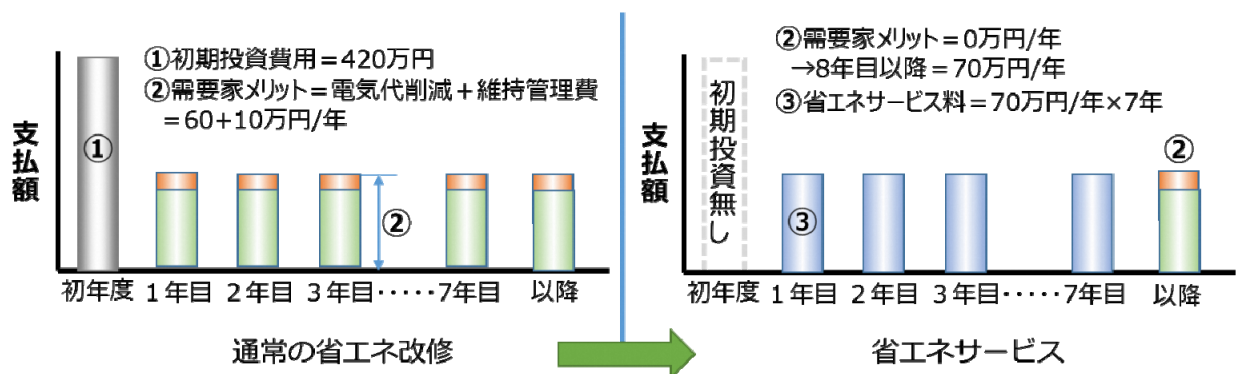 ①初期投資費用＝420万円
②需要家メリット＝電気代削減＋維持管理費
＝60+10万円/年
支払額
①
②
初年度 1年目 2年目 3年目‥‥‥7年目 以降
通常の省エネ改修
②需要家メリット＝0万円/年
→8年目以降＝70万円/年
③省エネサービス料＝70万円/年×7年
支払額
初期投資無し
③
②
初年度 1年目 2年目 3年目‥‥‥7年目 以降
省エネサービス